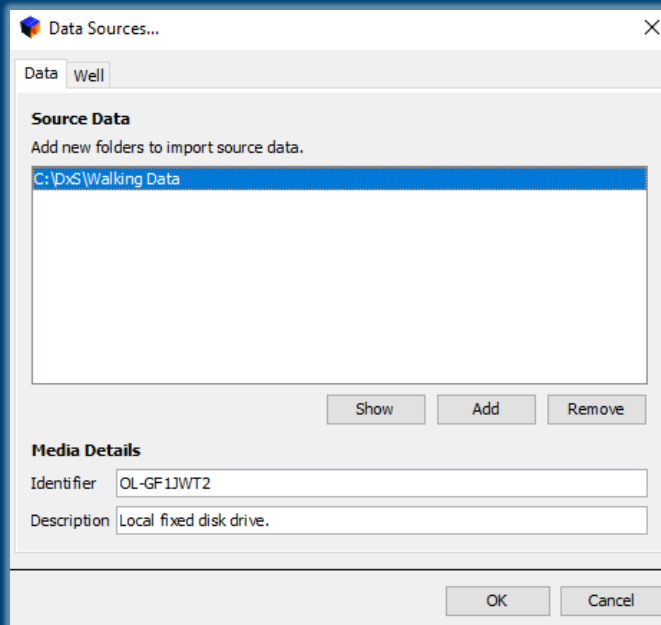 Data Sources...
Data Well
Source Data
Add new folders to import source data.
C:\DxS\Walking Data
Show Add Remove
Media Details
Identifier OL-GF1JWT2
Description Local fixed disk drive.
OK Cancel